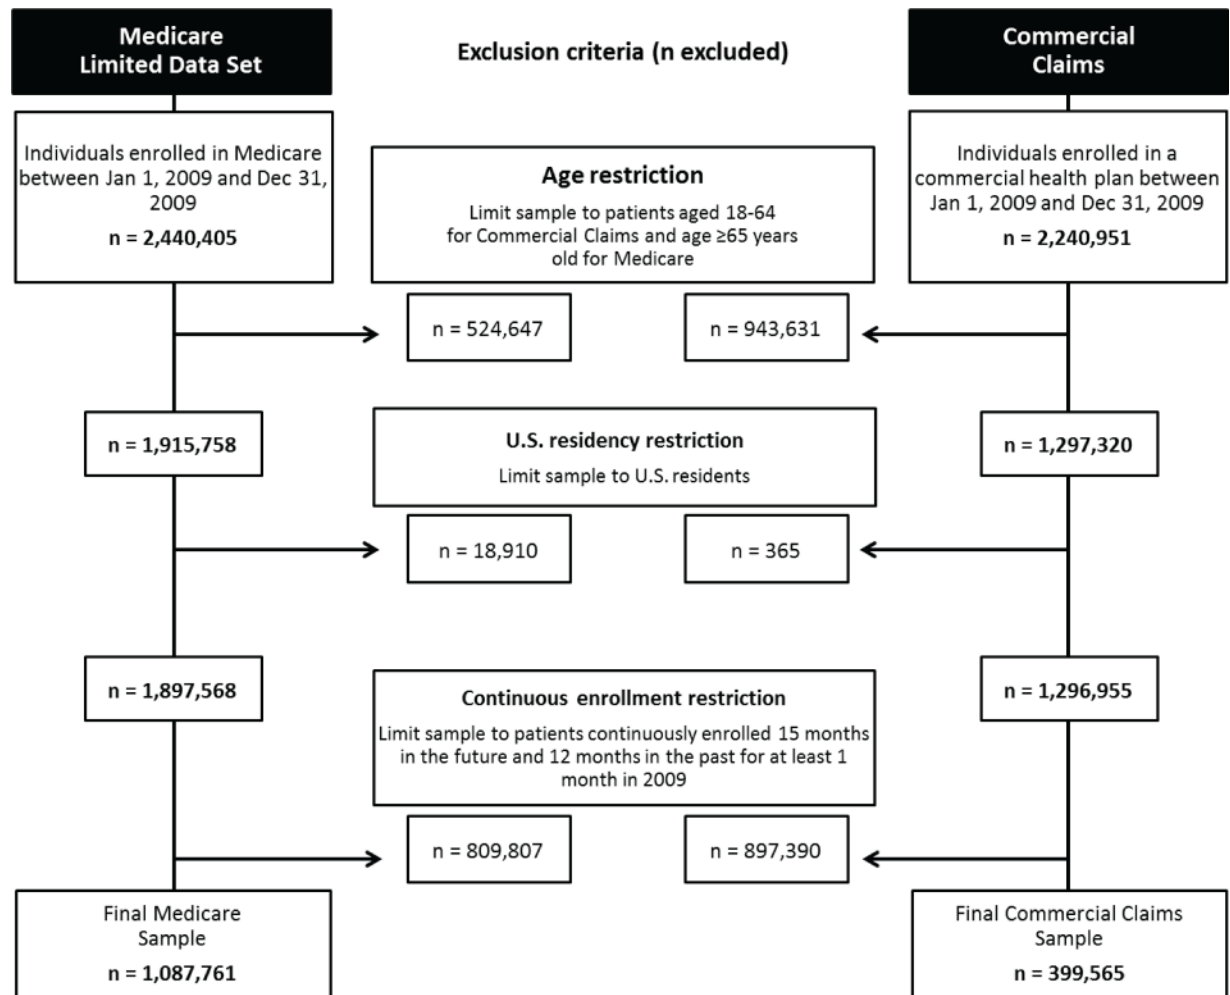 Medicare
Limited Data Set
Exclusion criteria (n excluded)
Commercial
Claims
Individuals enrolled in Medicare
between Jan 1, 2009 and Dec 31,
2009
n = 2,440,405
Age restriction
Limit sample to patients aged 18-64
for Commercial Claims and age ≥65 years
old for Medicare
Individuals enrolled in a
commercial health plan between
Jan 1, 2009 and Dec 31, 2009
n = 2,240,951
n = 524,647
n = 943,631
n = 1,915,758
U.S. residency restriction
Limit sample to U.S. residents
n = 1,297,320
n = 18,910
n = 365
n = 1,897,568
Continuous enrollment restriction
Limit sample to patients continuously enrolled 15 months
in the future and 12 months in the past for at least 1
month in 2009
n = 1,296,955
n = 809,807
n = 897,390
Final Medicare
Sample
n = 1,087,761
Final Commercial Claims
Sample
n = 399,565